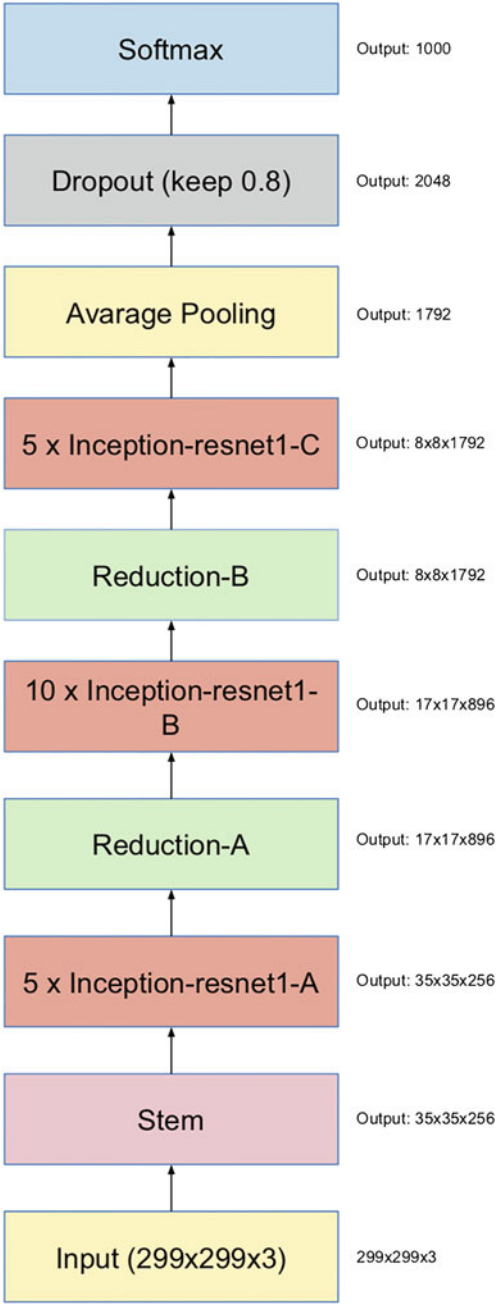 Softmax
Output: 1000
Dropout (keep 0.8)
Output: 2048
Avarage Pooling
Output: 1792
5 x Inception-resnet1-C
Output: 8x8x1792
Reduction-B
Output: 8x8x1792
10 x Inception-resnet1-
B
Output: 17x17x896
Reduction-A
Output: 17x17x896
5 x Inception-resnet1-A
Output: 35x35x256
Stem
Output: 35x35x256
Input (299x299x3)
299x299x3